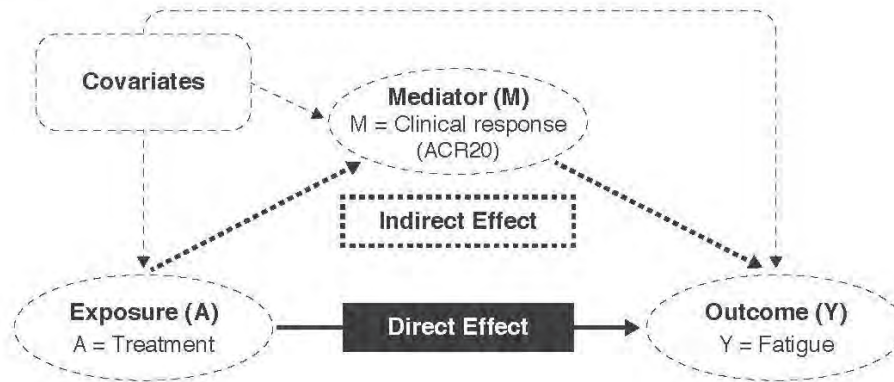 Covariates
Mediator (M)
M = Clinical response
(ACR20)
Indirect Effect
Exposure (A)
A = Treatment
Direct Effect
Outcome (Y)
Y = Fatigue